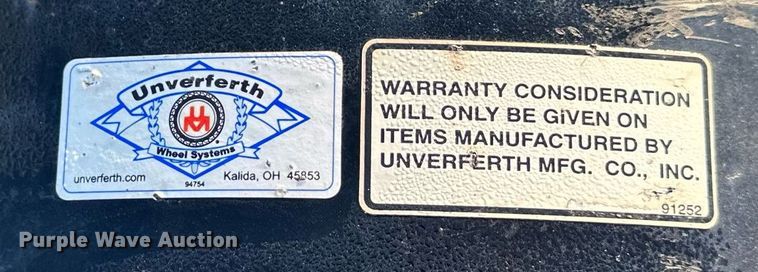 Unverferth
Wheel Systems
unverferth.com
Kalida, OH 45853
94754
WARRANTY CONSIDERATION
WILL ONLY BE GiVEN ON
ITEMS MANUFACTURED BY
UNVERFERTH MFG. CO., INC.
91252
Purple Wave Auction